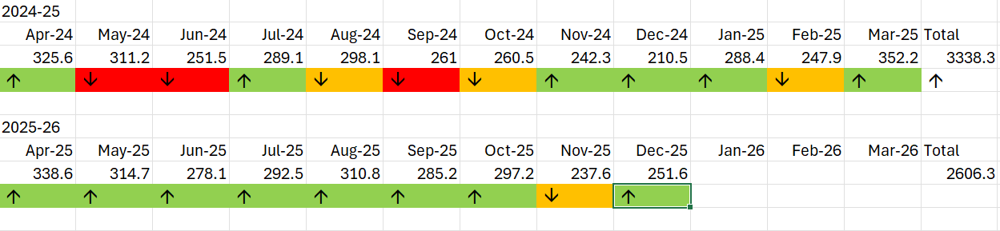 2024-25
Apr-24 May-24 Jun-24 Jul-24 Aug-24 Sep-24 Oct-24 Nov-24 Dec-24 Jan-25 Feb-25 Mar-25 Total
325.6 311.2 251.5 289.1 298.1 261 260.5 242.3 210.5 288.4 247.9 352.2 3338.3
↑ ↓ ↓ ↑ ↓ ↓ ↓ ↑ ↑ ↑ ↓ ↑ ↑
2025-26
Apr-25 May-25 Jun-25 Jul-25 Aug-25 Sep-25 Oct-25 Nov-25 Dec-25 Jan-26 Feb-26 Mar-26 Total
338.6 314.7 278.1 292.5 310.8 285.2 297.2 237.6 251.6 2606.3
↑ ↑ ↑ ↑ ↑ ↑ ↑ ↓ ↑